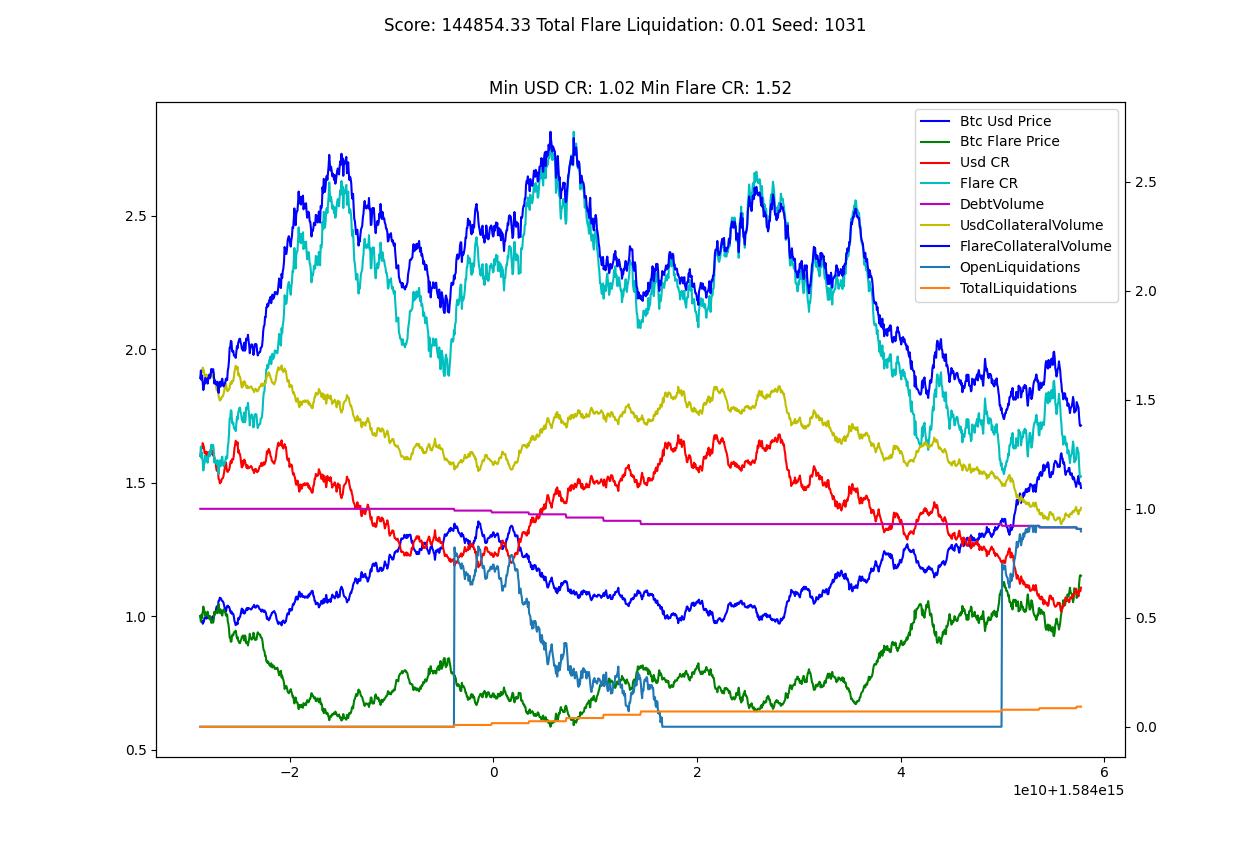 Score: 144854.33 Total Flare Liquidation: 0.01 Seed: 1031
Min USD CR: 1.02 Min Flare CR: 1.52
Btc Usd Price
Btc Flare Price
Usd CR
Flare CR
DebtVolume
UsdCollateralVolume
FlareCollateralVolume
OpenLiquidations
TotalLiquidations
2.5
2.0
1.5
1.0
0.5
2.5
2.0
1.5
1.0
0.5
0.0
−2
0
2
4
6
1e10+1.584e15